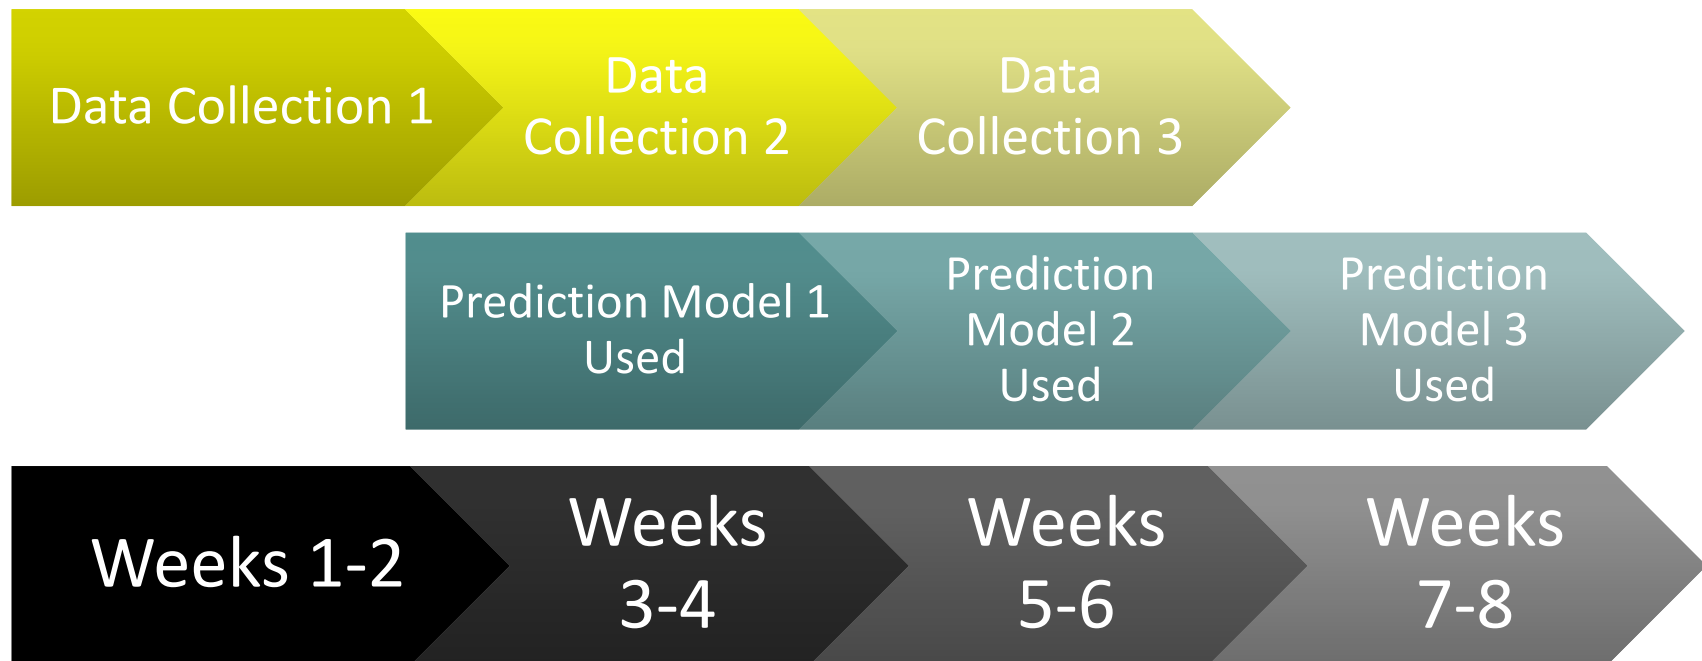 Data Collection 1
Data
Collection 2
Data
Collection 3
Prediction Model 1
Used
Prediction
Model 2
Used
Prediction
Model 3
Used
Weeks 1-2
Weeks
3-4
Weeks
5-6
Weeks
7-8